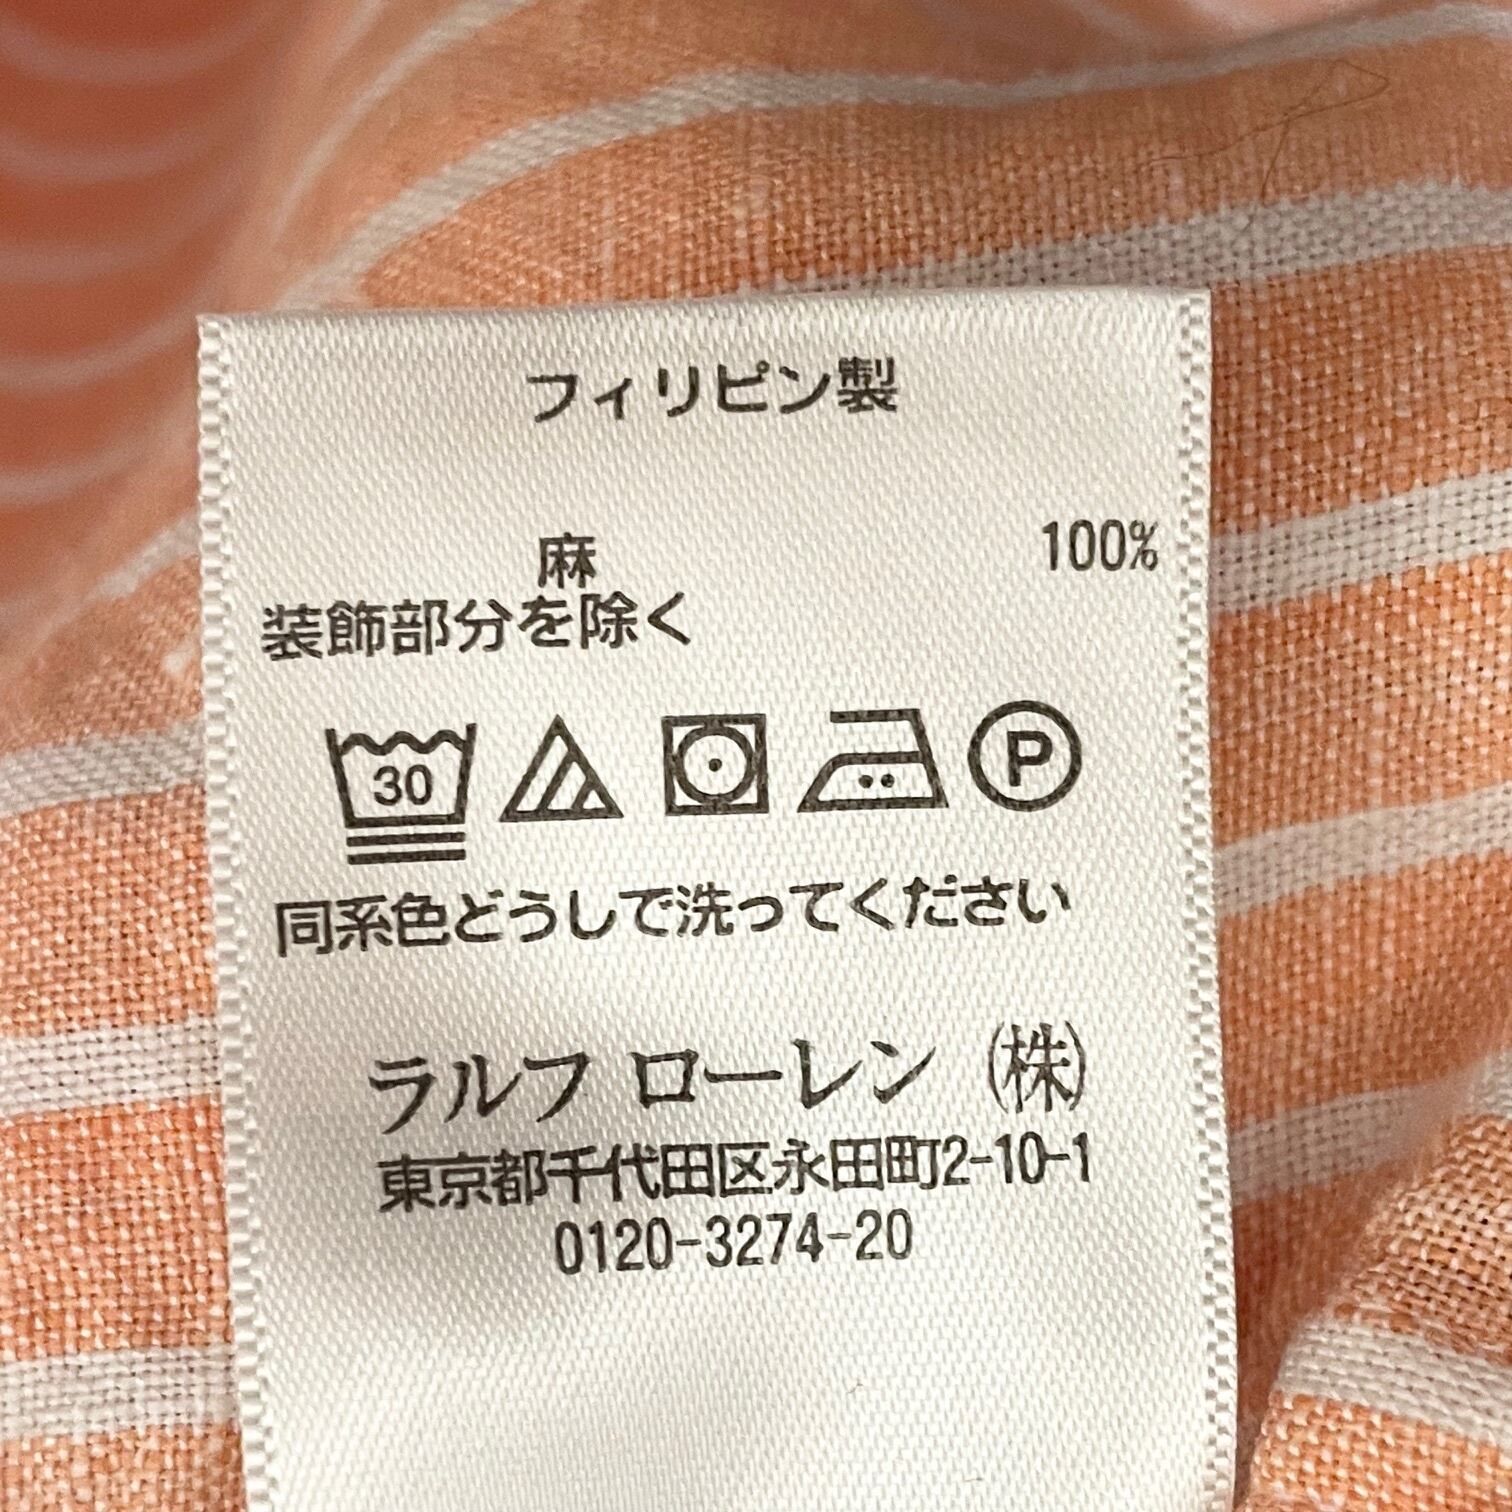 フィリピン製
麻 100%
装飾部分を除く
30 P
同系色どうしで洗ってください
ラルフ ローレン (株)
東京都千代田区永田町2-10-1
0120-3274-20